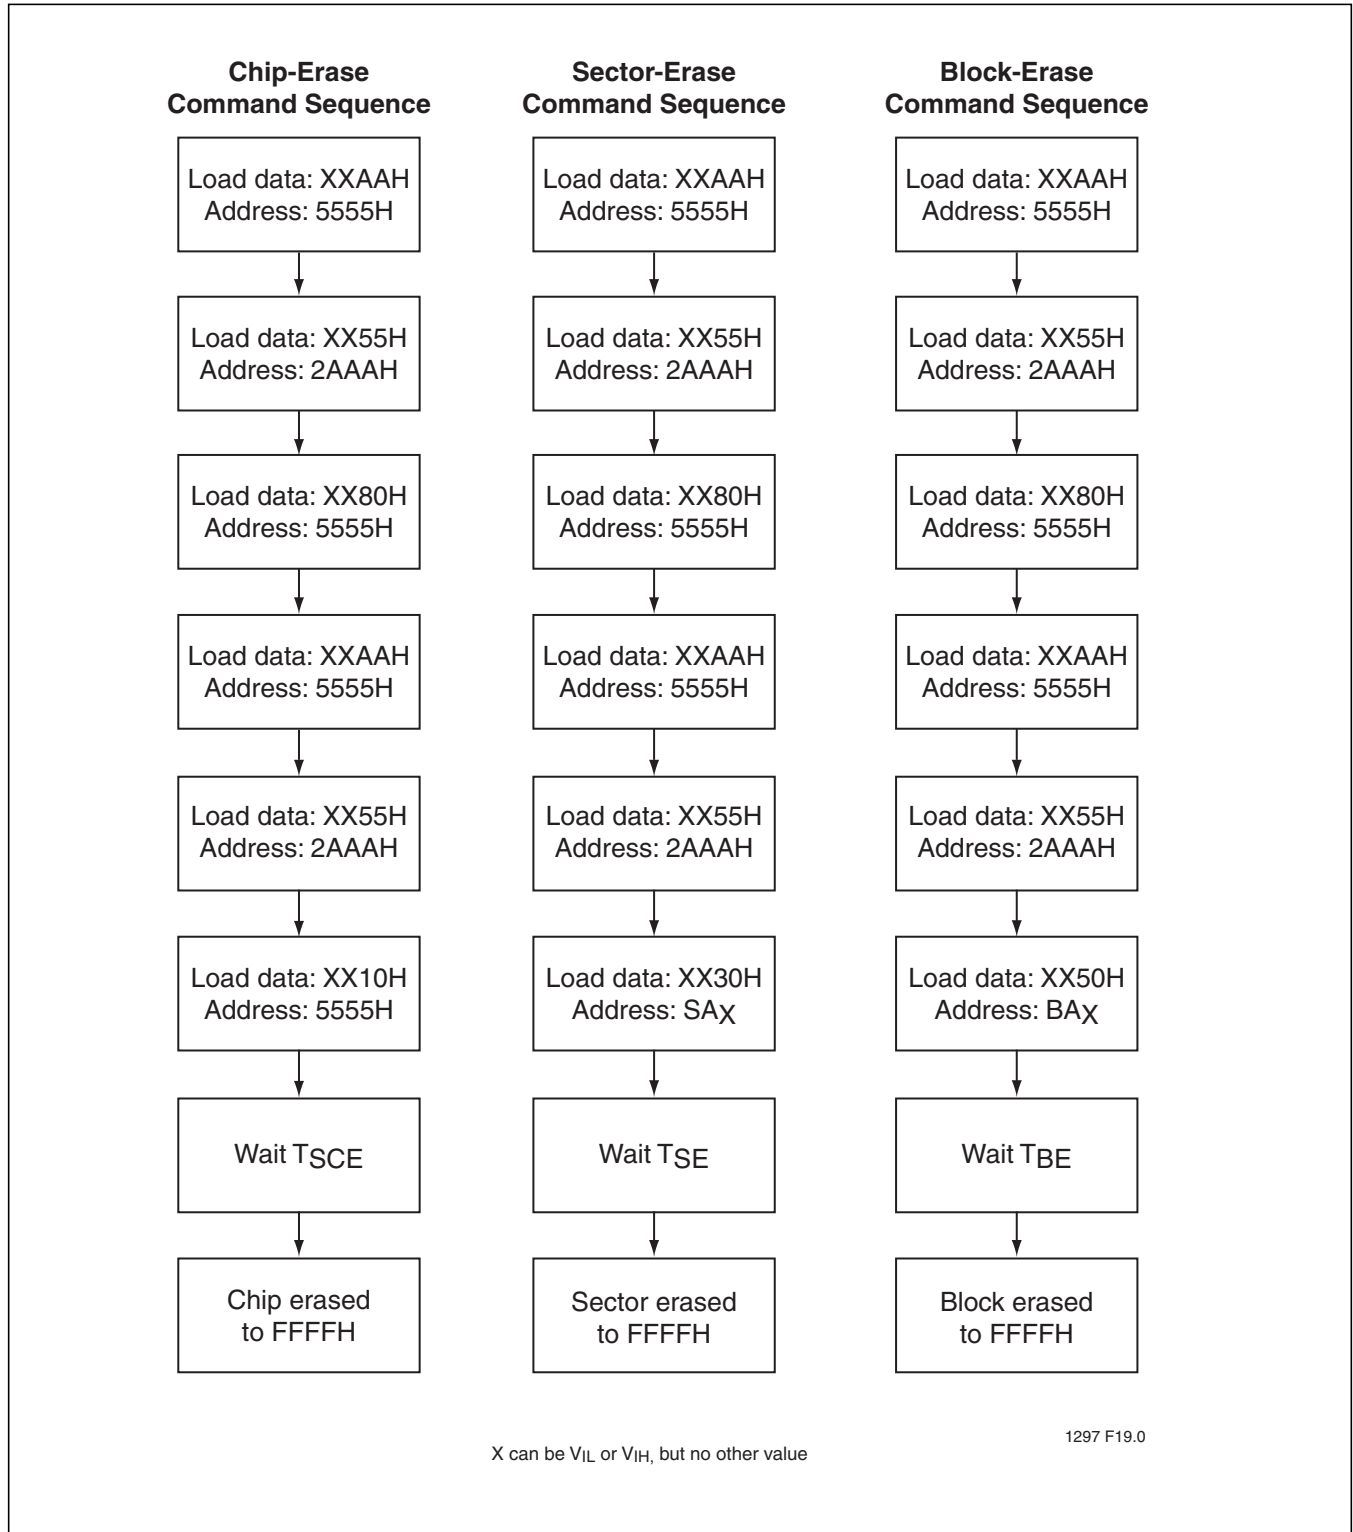 Chip-Erase
Command Sequence
Load data: XXAAH
Address: 5555H
Load data: XX55H
Address: 2AAAH
Load data: XX80H
Address: 5555H
Load data: XXAAH
Address: 5555H
Load data: XX55H
Address: 2AAAH
Load data: XX10H
Address: 5555H
Wait TSCE
Chip erased
to FFFFH
Sector-Erase
Command Sequence
Load data: XXAAH
Address: 5555H
Load data: XX55H
Address: 2AAAH
Load data: XX80H
Address: 5555H
Load data: XXAAH
Address: 5555H
Load data: XX55H
Address: 2AAAH
Load data: XX30H
Address: SAX
Wait TSE
Sector erased
to FFFFH
Block-Erase
Command Sequence
Load data: XXAAH
Address: 5555H
Load data: XX55H
Address: 2AAAH
Load data: XX80H
Address: 5555H
Load data: XXAAH
Address: 5555H
Load data: XX55H
Address: 2AAAH
Load data: XX50H
Address: BAX
Wait TBE
Block erased
to FFFFH
1297 F19.0
X can be VIL or VIH, but no other value